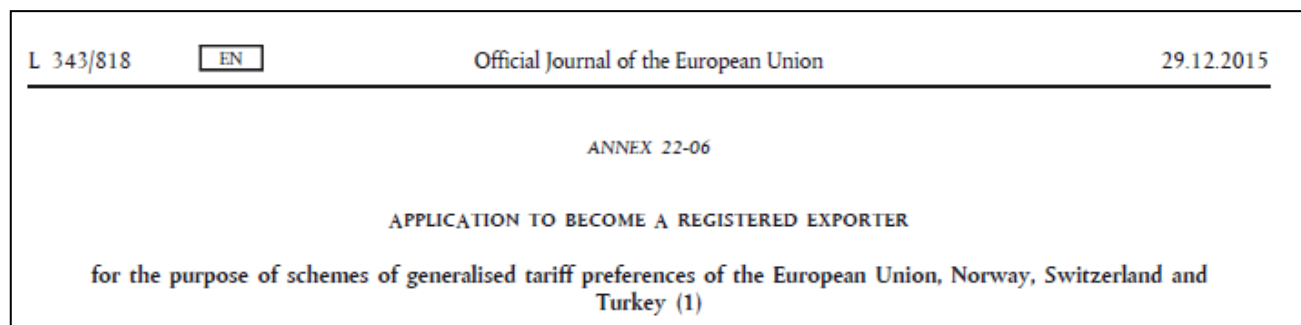 L 343/818 EN Official Journal of the European Union 29.12.2015
ANNEX 22-06
APPLICATION TO BECOME A REGISTERED EXPORTER
for the purpose of schemes of generalised tariff preferences of the European Union, Norway, Switzerland and
Turkey (1)